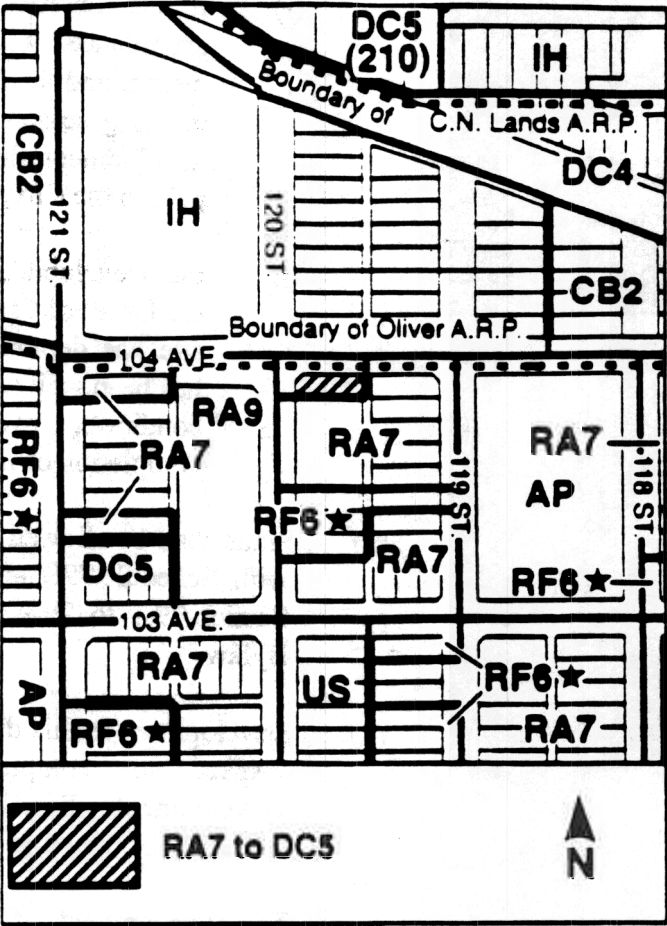 DC5
(210)
IH
Boundary of
C.N. Lands A.R.P.
DC4
CB2
121 ST.
IH
120 ST.
CB2
Boundary of Oliver A.R.P.
104 AVE.
RF6★
RA9
RA7
RA7
RA7
119 ST.
AP
118 ST.
RF6★
DC5
RA7
RF6★
103 AVE.
AP
RA7
US
RF6★
RF6★
RA7
RA7 to DC5
N